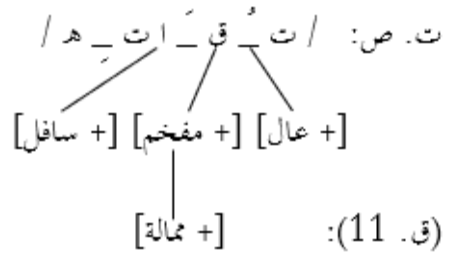 ت. ص: / ت ـُ ق ـَ ا ت ـِ ه /
[+ عال] [+ مفخم] [+ سافل]
(ق. 11): [+ ممالة]